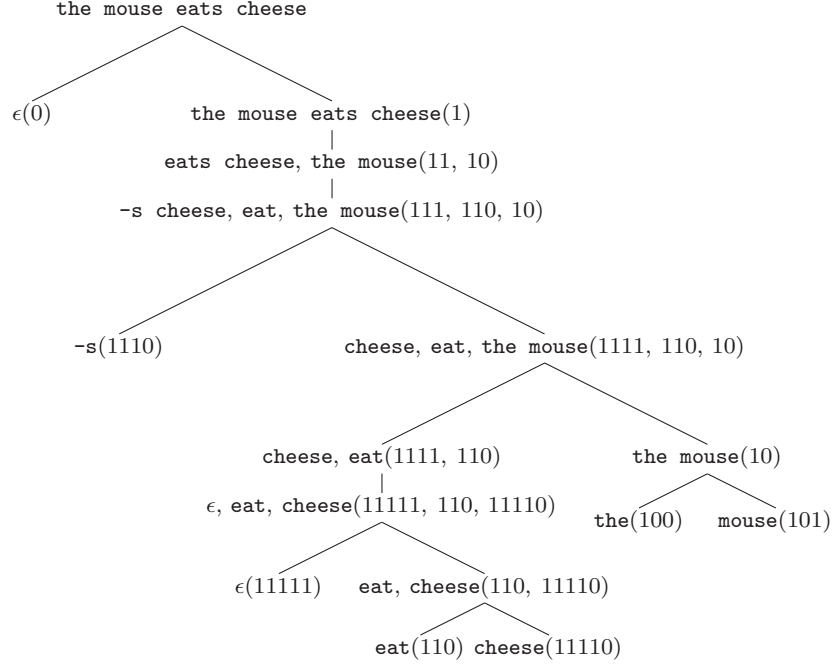 the mouse eats cheese
ϵ(0) the mouse eats cheese(1)
eats cheese, the mouse(11, 10)
-s cheese, eat, the mouse(111, 110, 10)
-s(1110) cheese, eat, the mouse(1111, 110, 10)
cheese, eat(1111, 110) the mouse(10)
ϵ, eat, cheese(11111, 110, 11110)
the(100) mouse(101)
ϵ(11111) eat, cheese(110, 11110)
eat(110) cheese(11110)